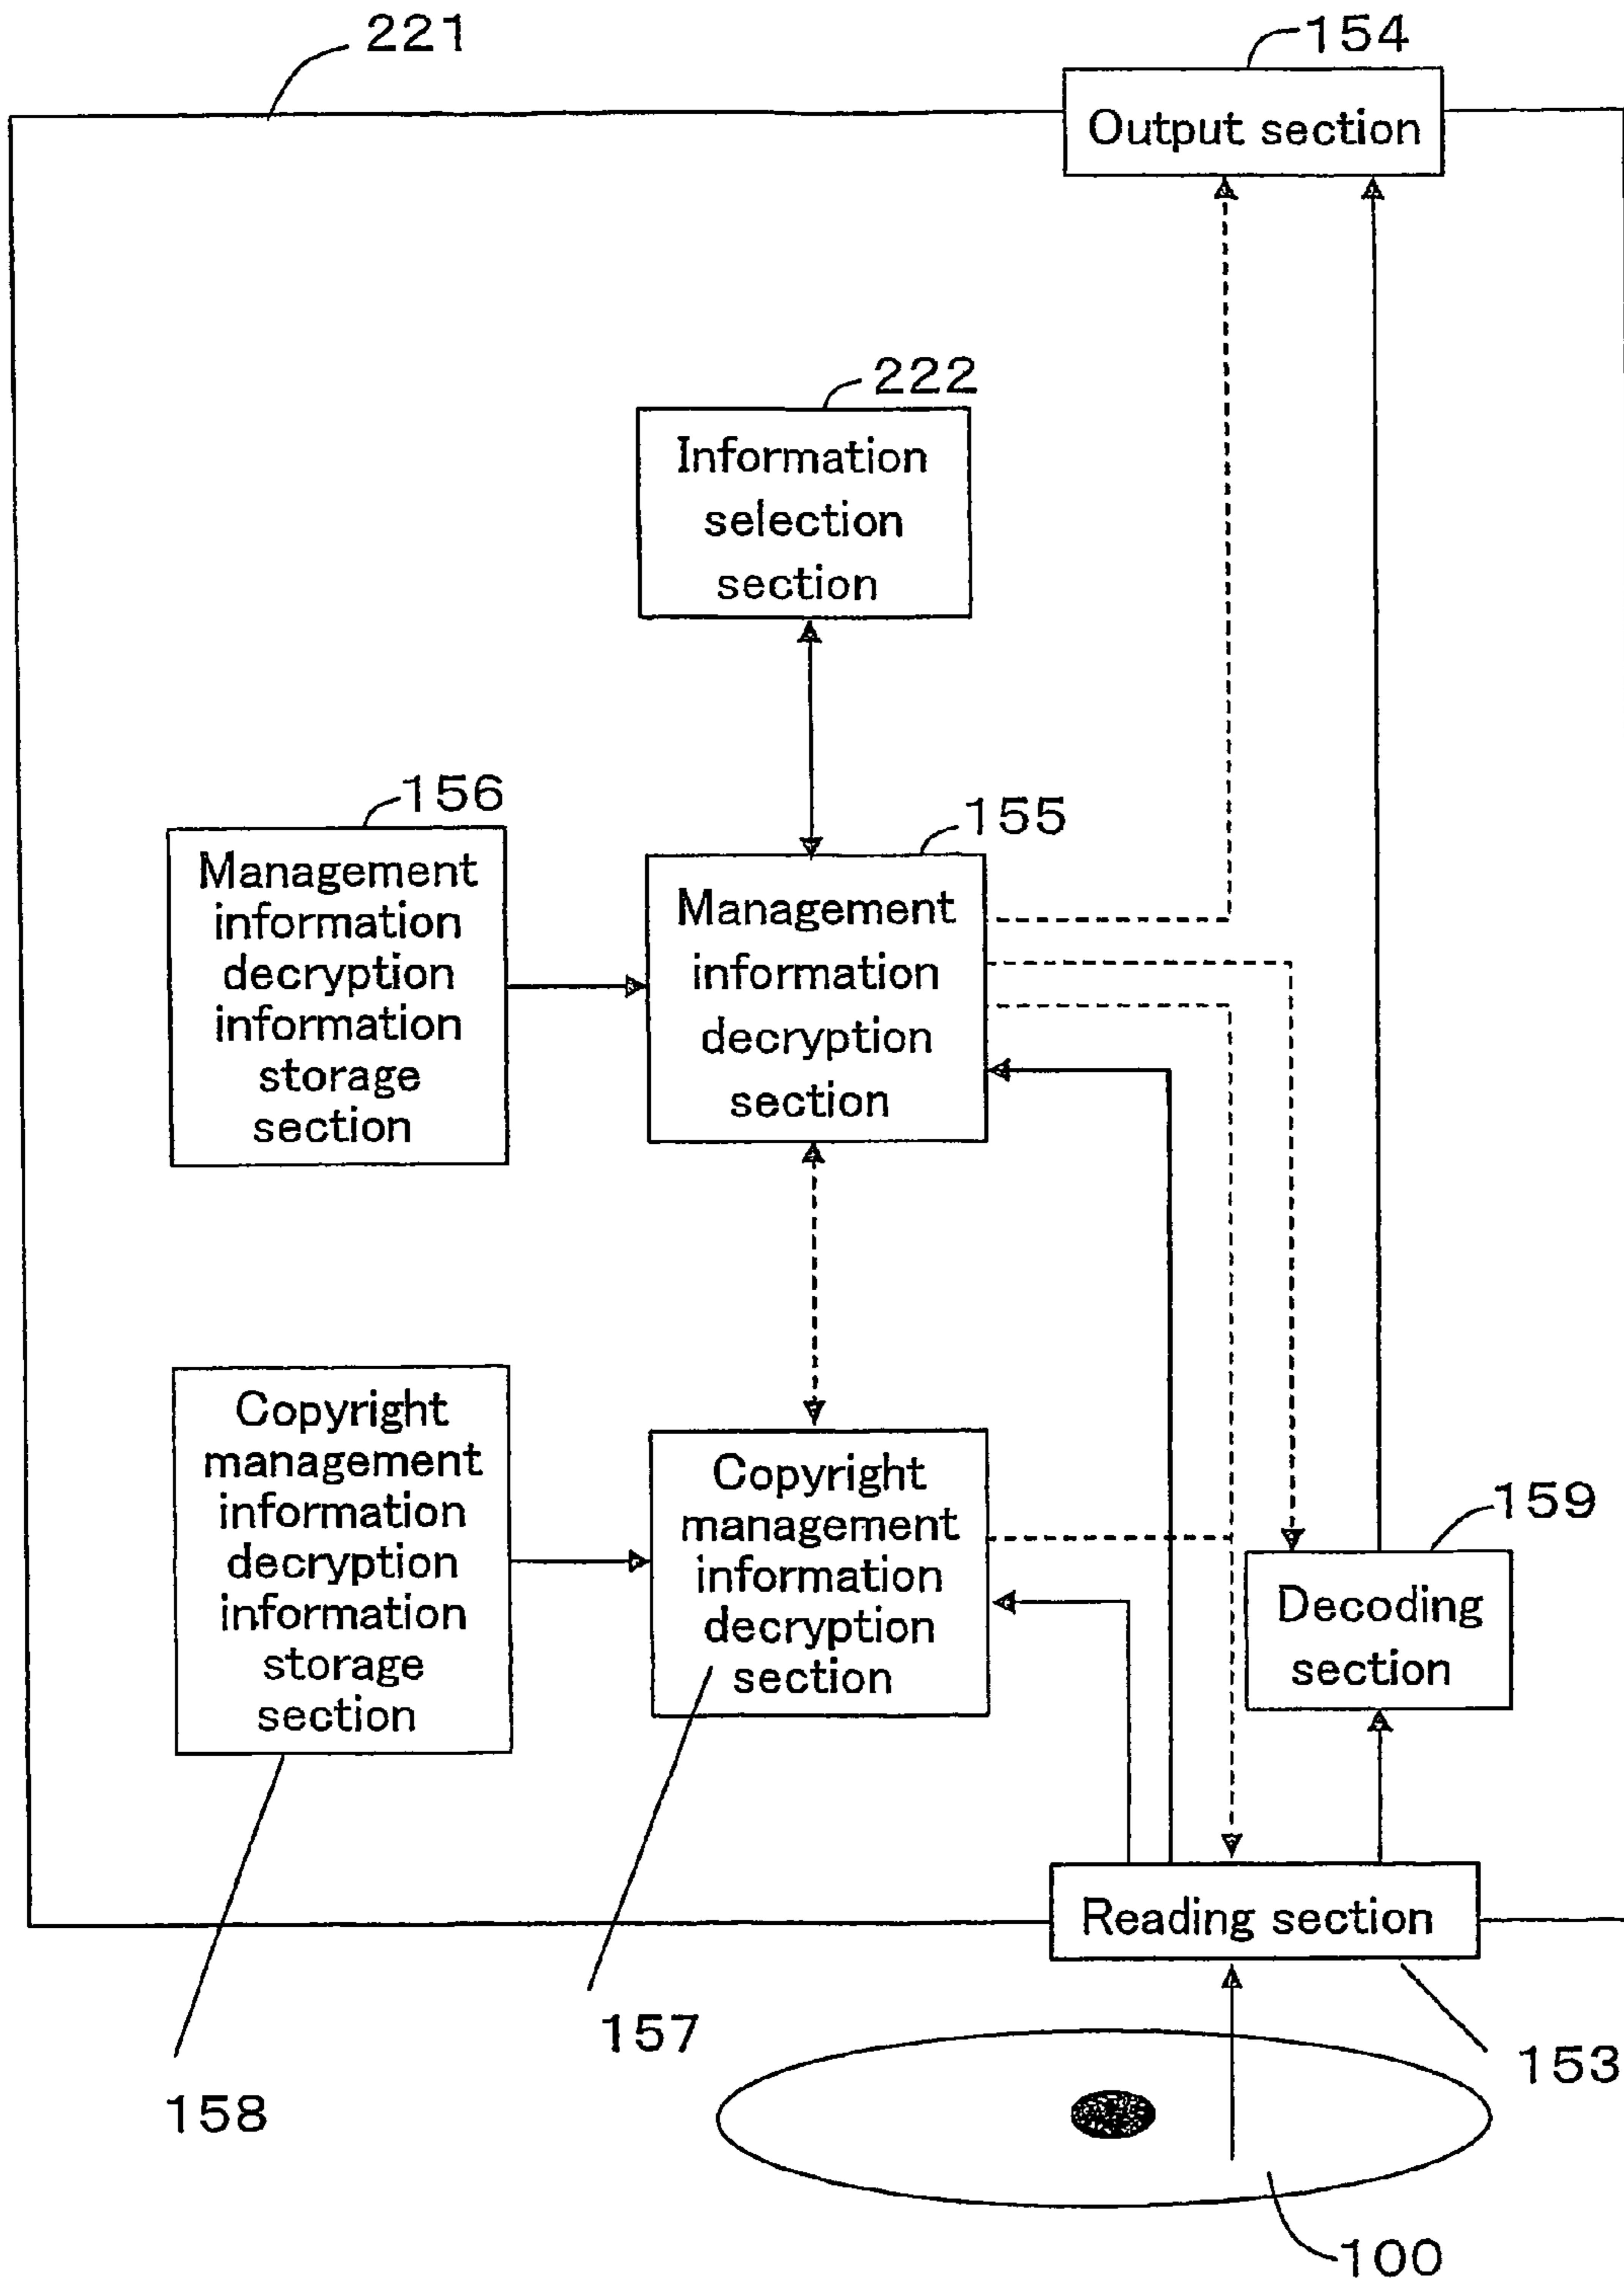 221
154
Output section
222
Information
selection
section
156
155
Management
information
decryption
information
storage
section
Management
information
decryption
section
Copyright
management
information
decryption
information
storage
section
Copyright
management
information
decryption
section
159
Decoding
section
Reading section
157
153
158
100